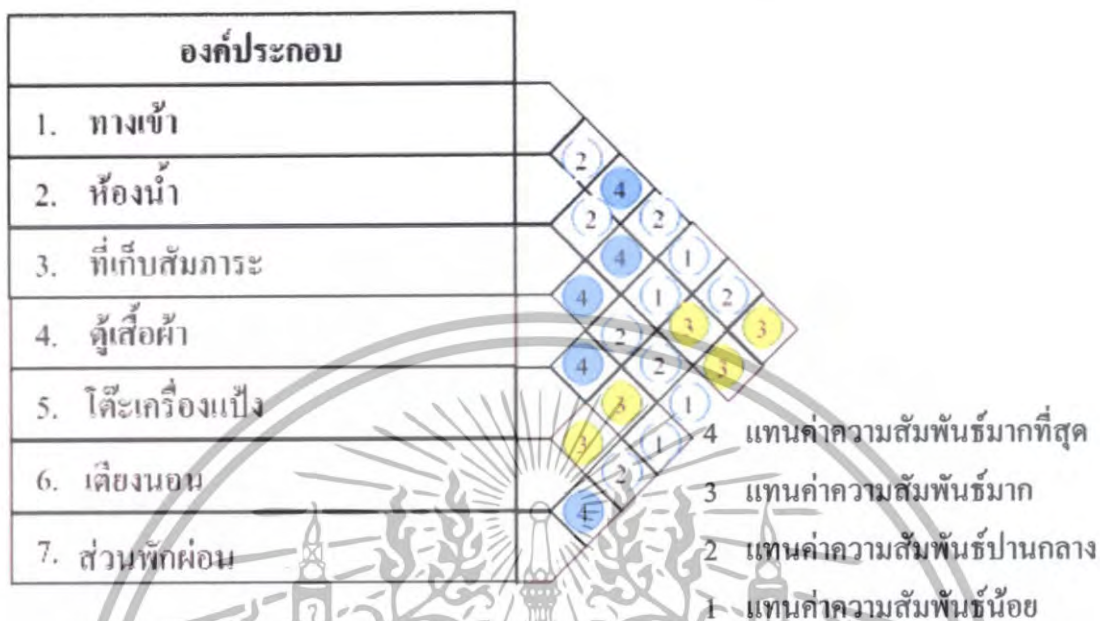 องค์ประกอบ
1. ทางเข้า
2
2. ห้องน้ำ 4
2 2
3. ที่เก็บสัมภาระ 4 1
4 1 2
4. ตู้เสื้อผ้า 2 3 3
4 2 3
5. โต๊ะเครื่องแป้ง 3 1
3 1
6. เตียงนอน 2
4
7. ส่วนพักผ่อน
4 แทนค่าความสัมพันธ์มากที่สุด
3 แทนค่าความสัมพันธ์มาก
2 แทนค่าความสัมพันธ์ปานกลาง
1 แทนค่าความสัมพันธ์น้อย